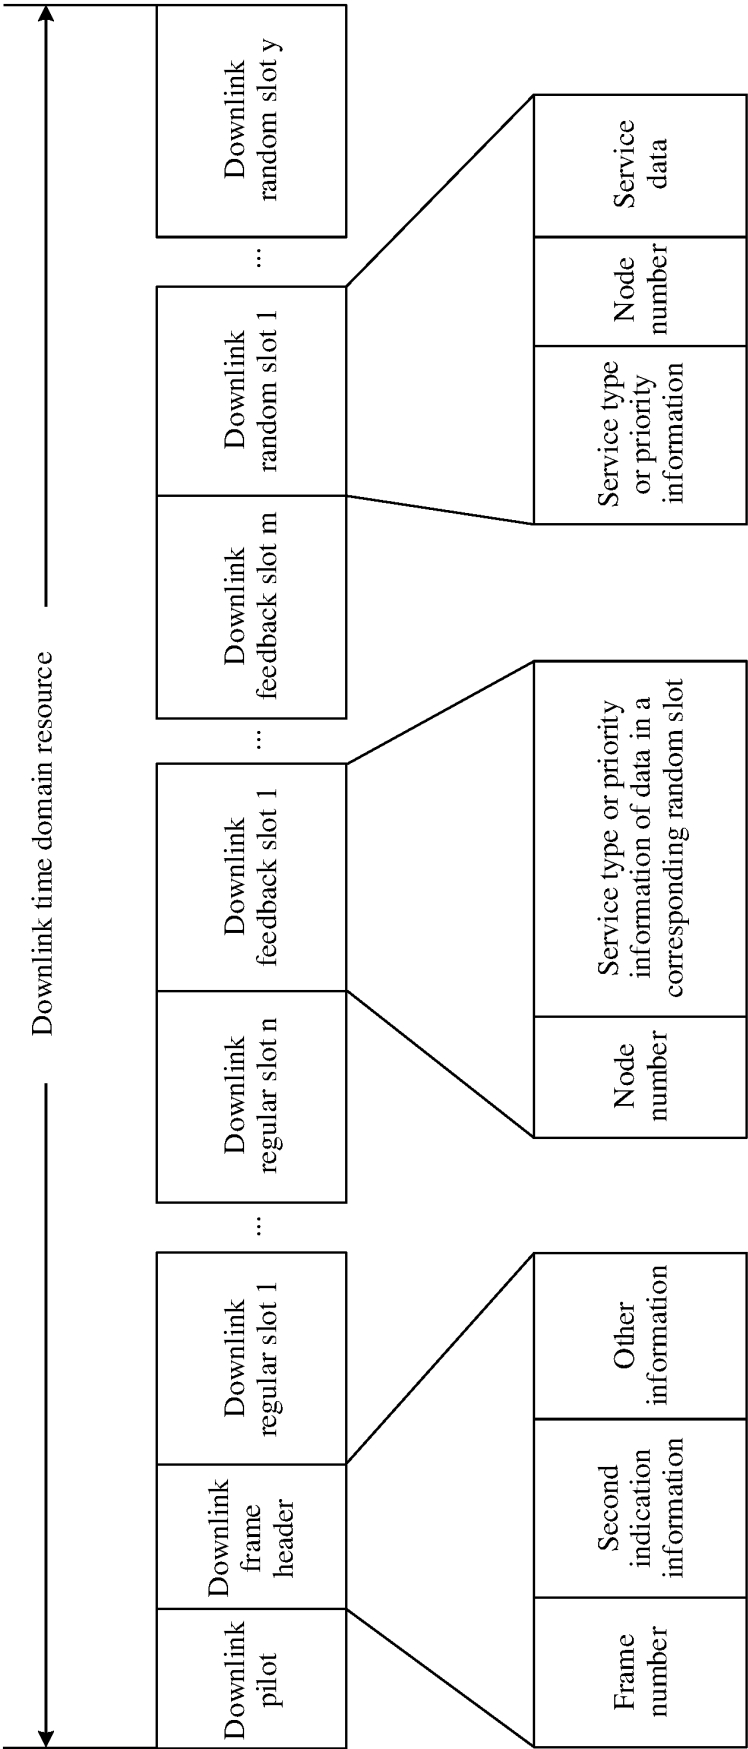 Downlink time domain resource
Downlink
pilot
Downlink
frame
header
Downlink
regular slot 1
...
Downlink
regular slot n
Downlink
feedback slot 1
...
Downlink
feedback slot m
Downlink
random slot 1
...
Downlink
random slot y
Frame
number
Second
indication
information
Other
information
Node
number
Service type or priority
information of data in a
corresponding random slot
Service type
or priority
information
Node
number
Service
data